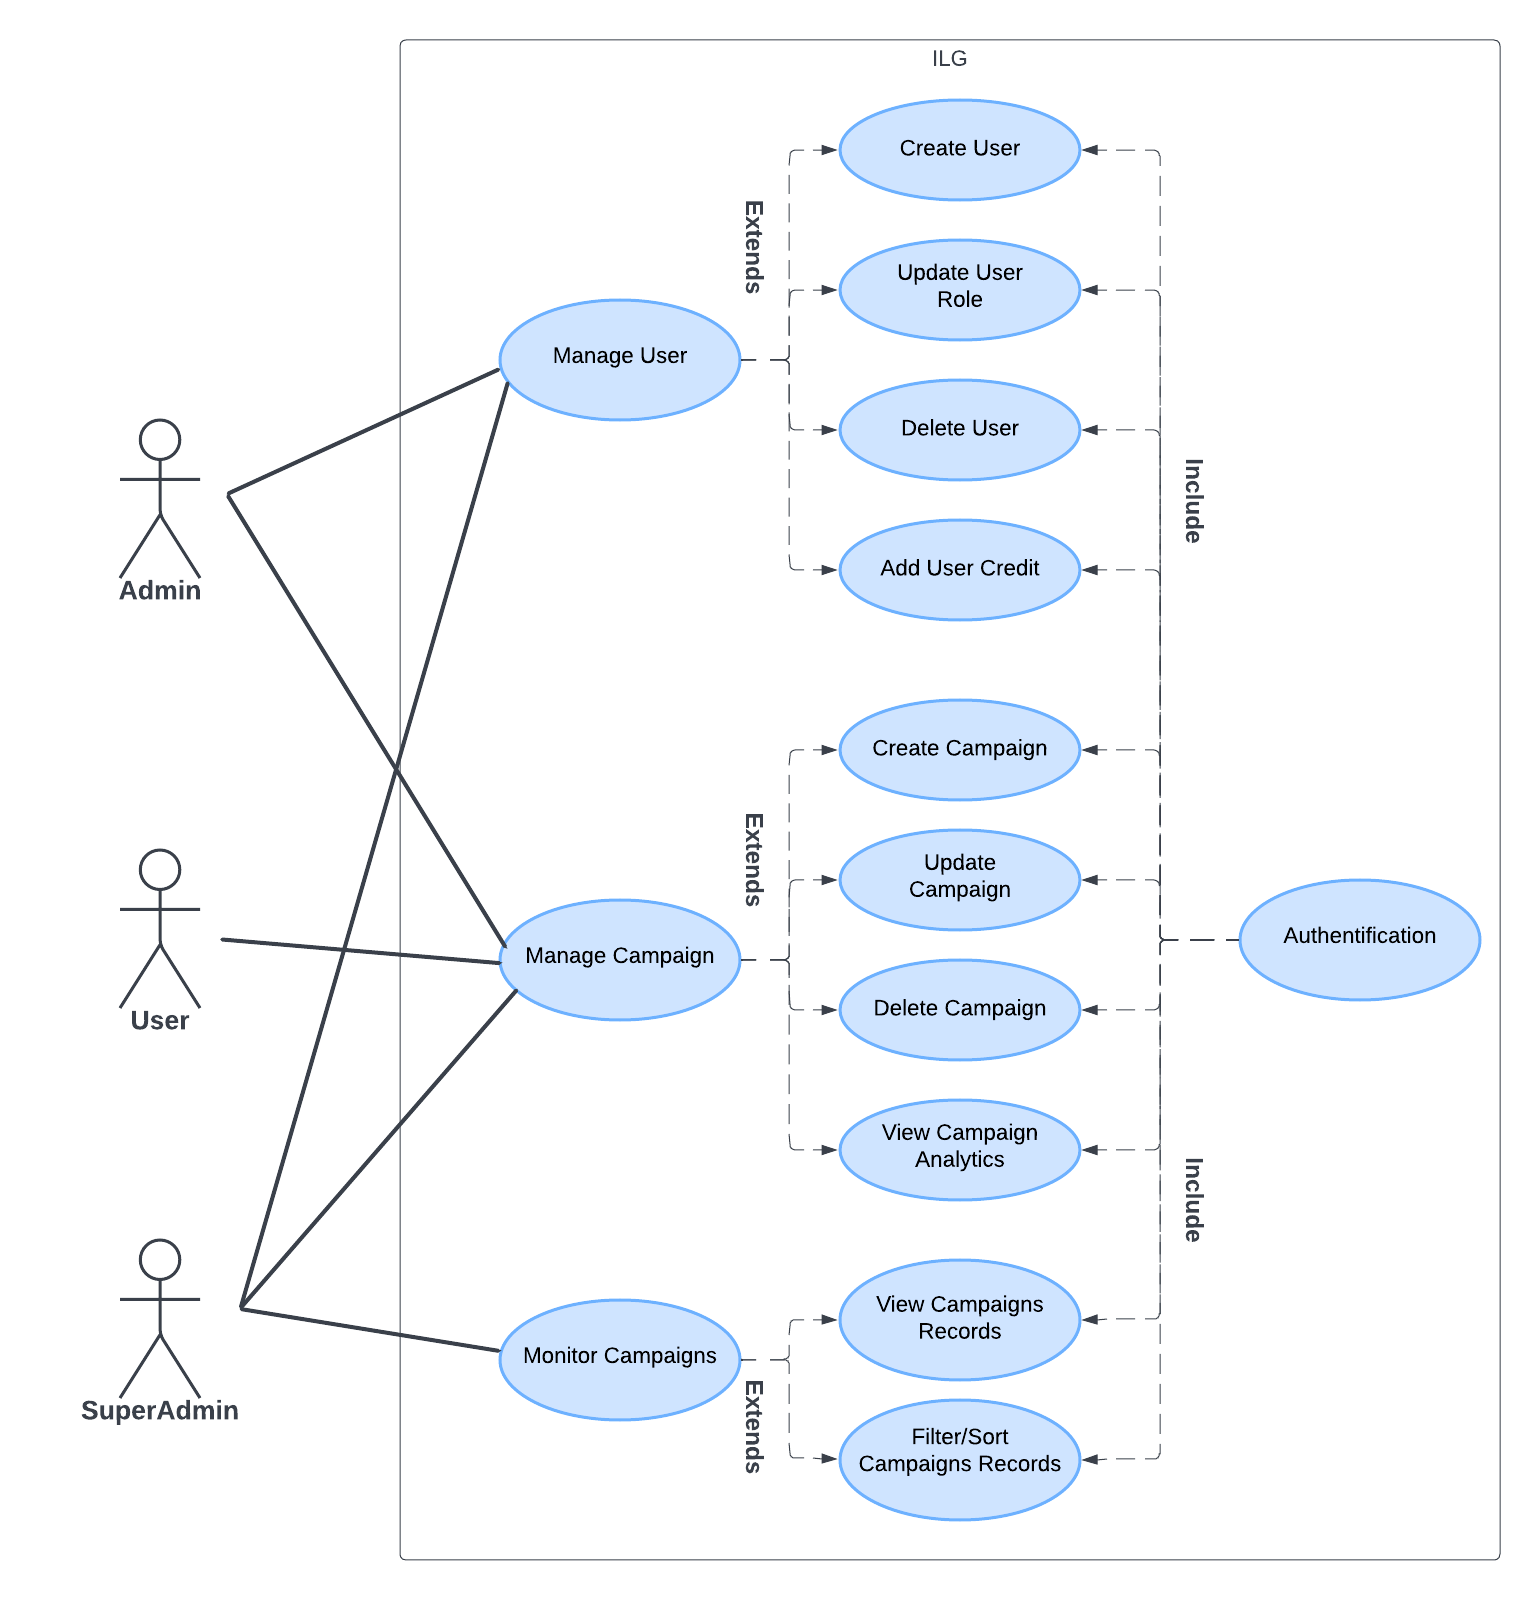 ILG
Create User
Extends
Update User
Role
Manage User
Delete User
Include
Add User Credit
Admin
Create Campaign
Extends
Update
Campaign
Manage Campaign
Authentification
User
Delete Campaign
View Campaign
Analytics
Include
View Campaigns
Records
Monitor Campaigns
SuperAdmin
Extends
Filter/Sort
Campaigns Records